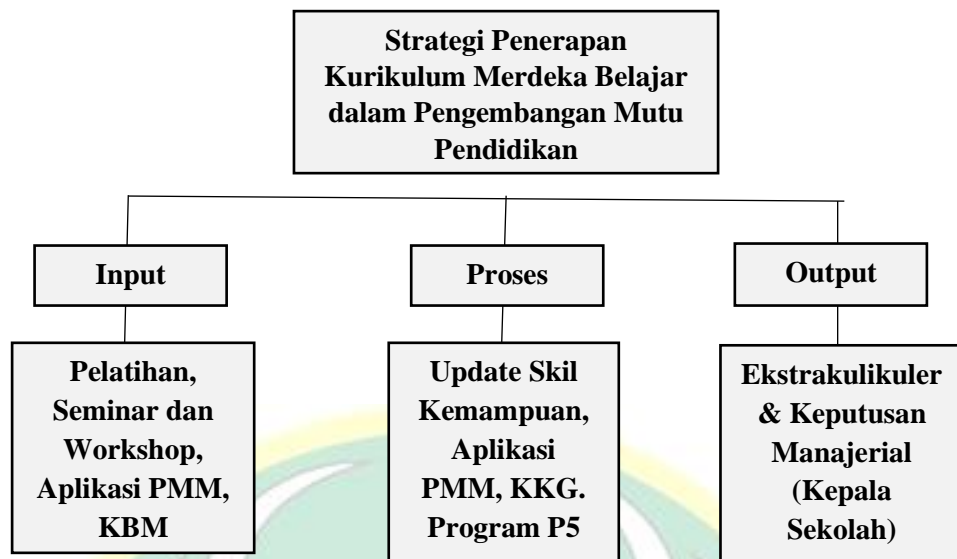 Strategi Penerapan
Kurikulum Merdeka Belajar
dalam Pengembangan Mutu
Pendidikan
Input
Proses
Output
Pelatihan,
Seminar dan
Workshop,
Aplikasi PMM,
KBM
Update Skil
Kemampuan,
Aplikasi
PMM, KKG.
Program P5
Ekstrakulikuler
& Keputusan
Manajerial
(Kepala
Sekolah)